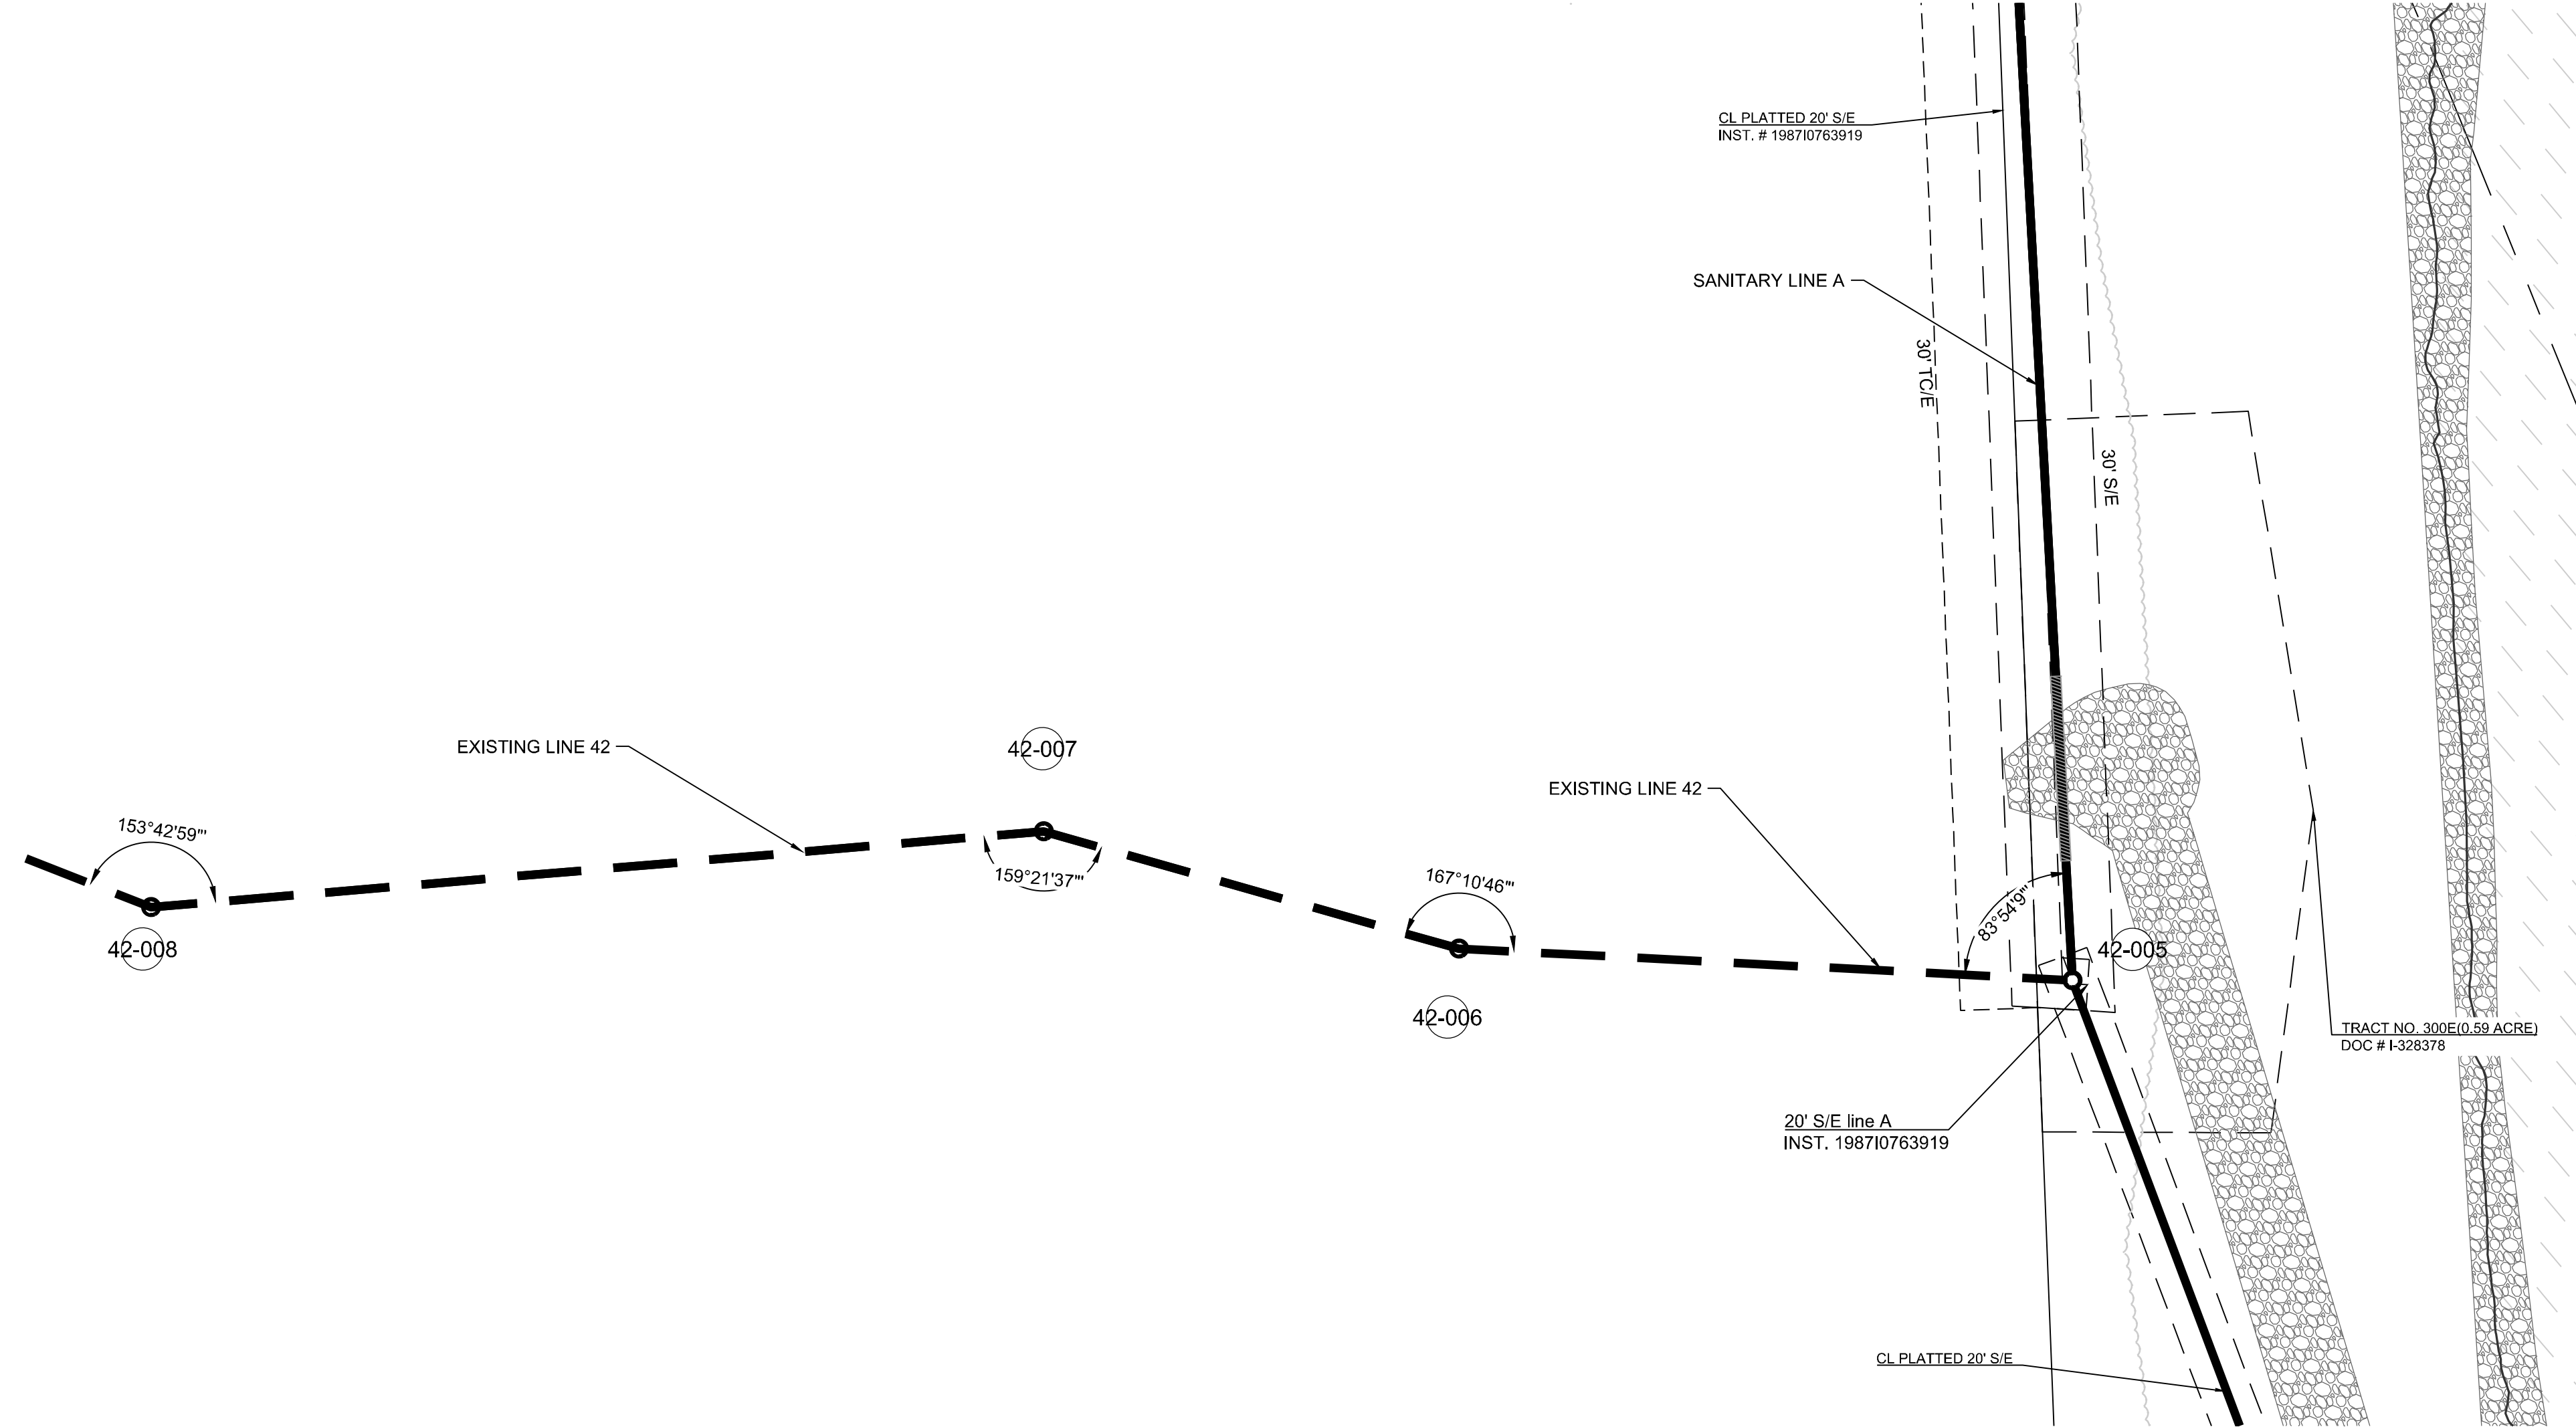 CL PLATTED 20' S/E
INST. # 1987I0763919
SANITARY LINE A
30' TC/E
30' S/E
EXISTING LINE 42
42-007
EXISTING LINE 42
153°42'59"'
159°21'37"'
167°10'46"'
83°54'9"'
42-008
42-005
42-006
TRACT NO. 300E(0.59 ACRE)
DOC # I-328378
20' S/E line A
INST. 1987I0763919
CL PLATTED 20' S/E